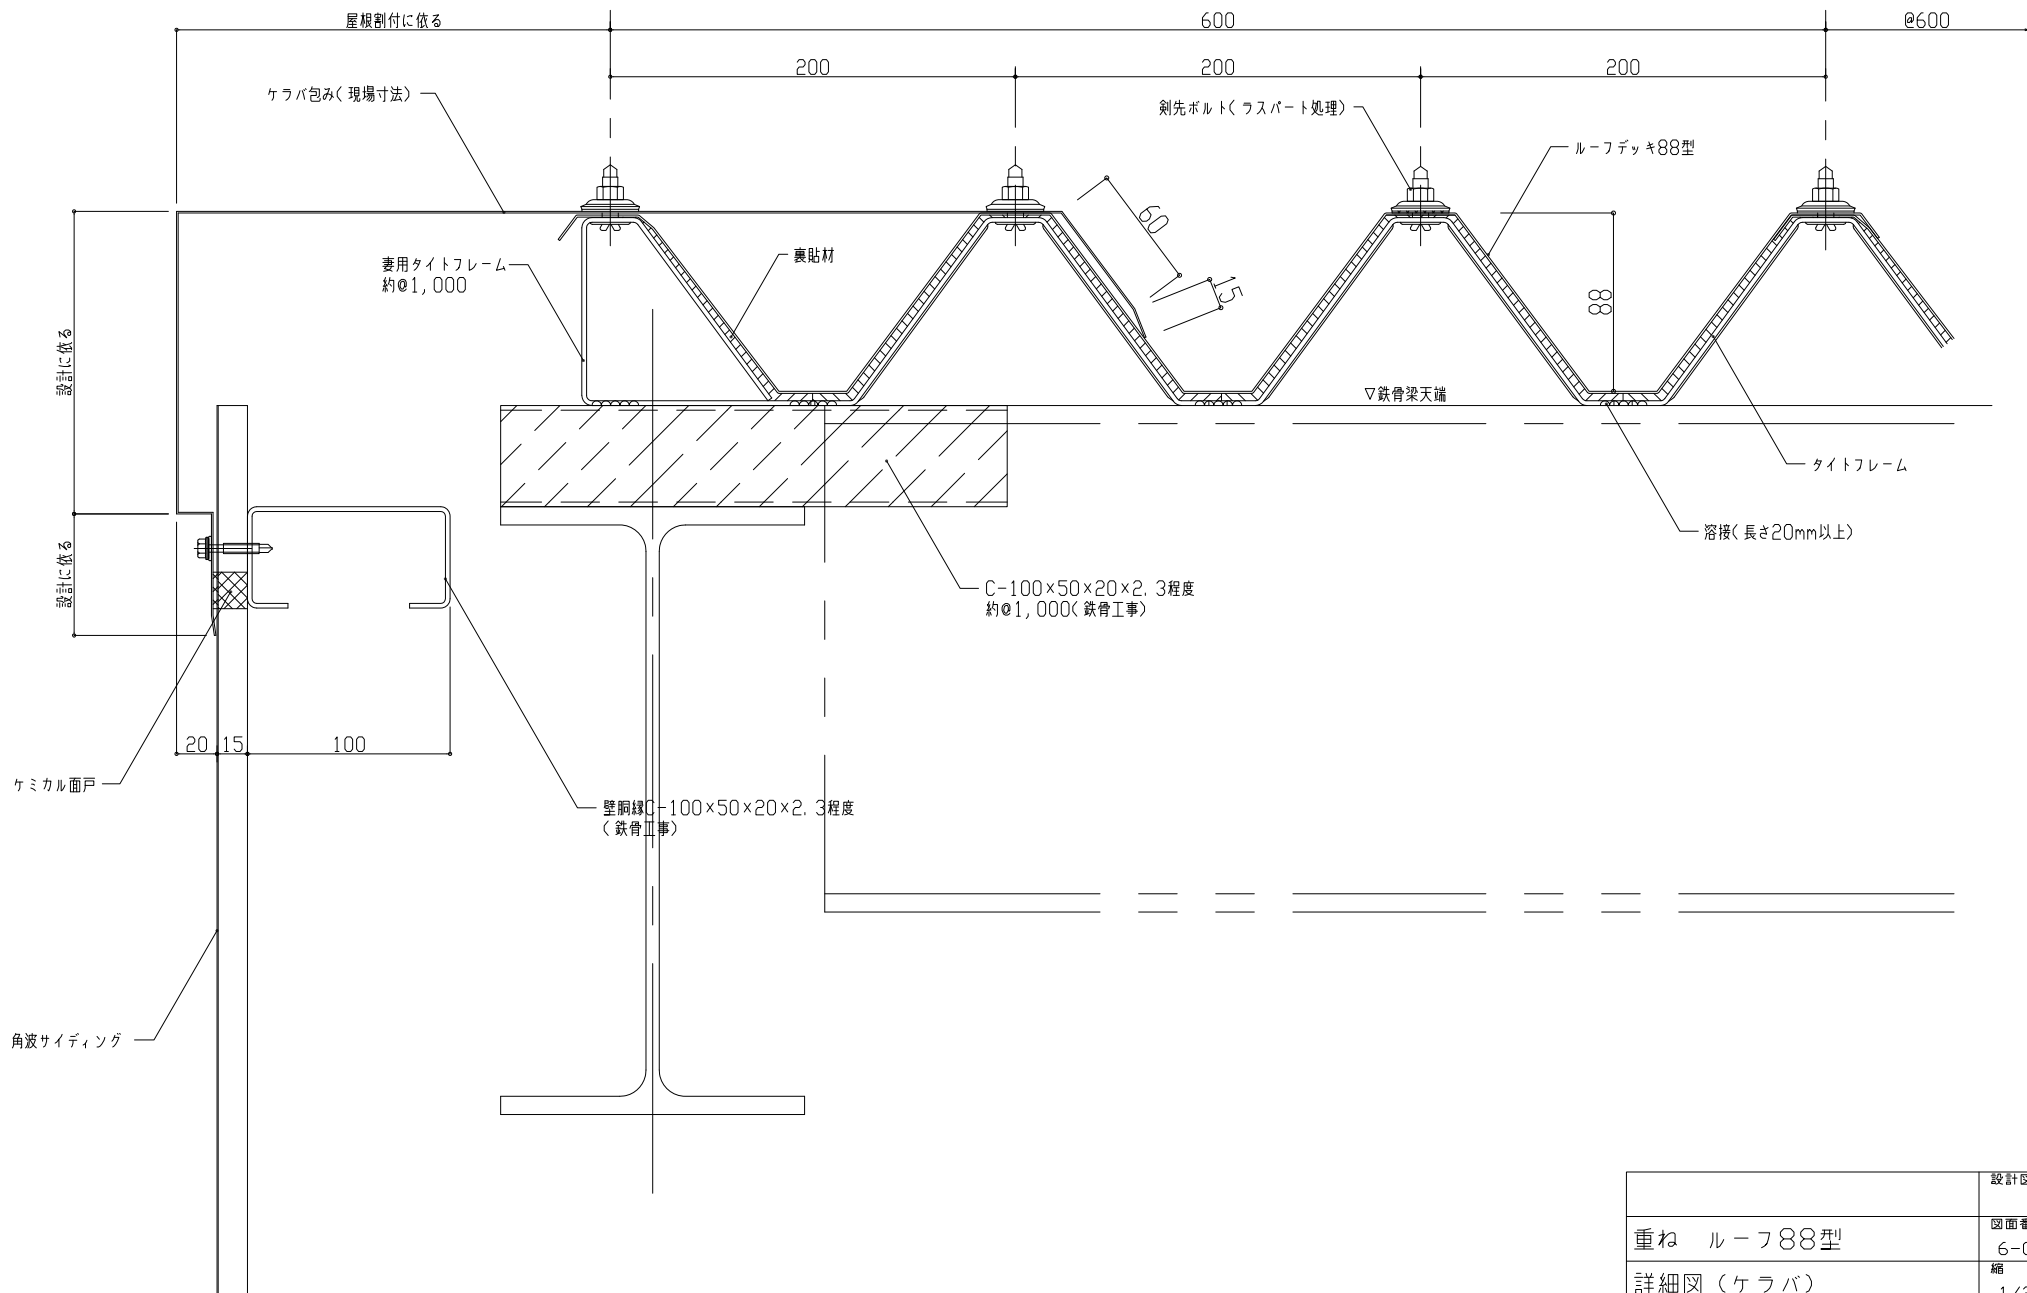 屋根割付に依る
600
@600
200
200
200
ケラバ包み(現場寸法)
剣先ボルト(ラスパート処理)
ルーフデッキ88型
60
妻用タイトフレーム
約@1,000
裏貼材
15
88
設計に依る
▽鉄骨梁天端
タイトフレーム
溶接(長さ20mm以上)
設計に依る
C-100×50×20×2.3程度
約@1,000(鉄骨工事)
20
15
100
ケミカル面戸
壁胴縁C-100×50×20×2.3程度
(鉄骨工事)
角波サイディング
設計図
重ね ルーフ88型
図面番
詳細図(ケラバ)
縮